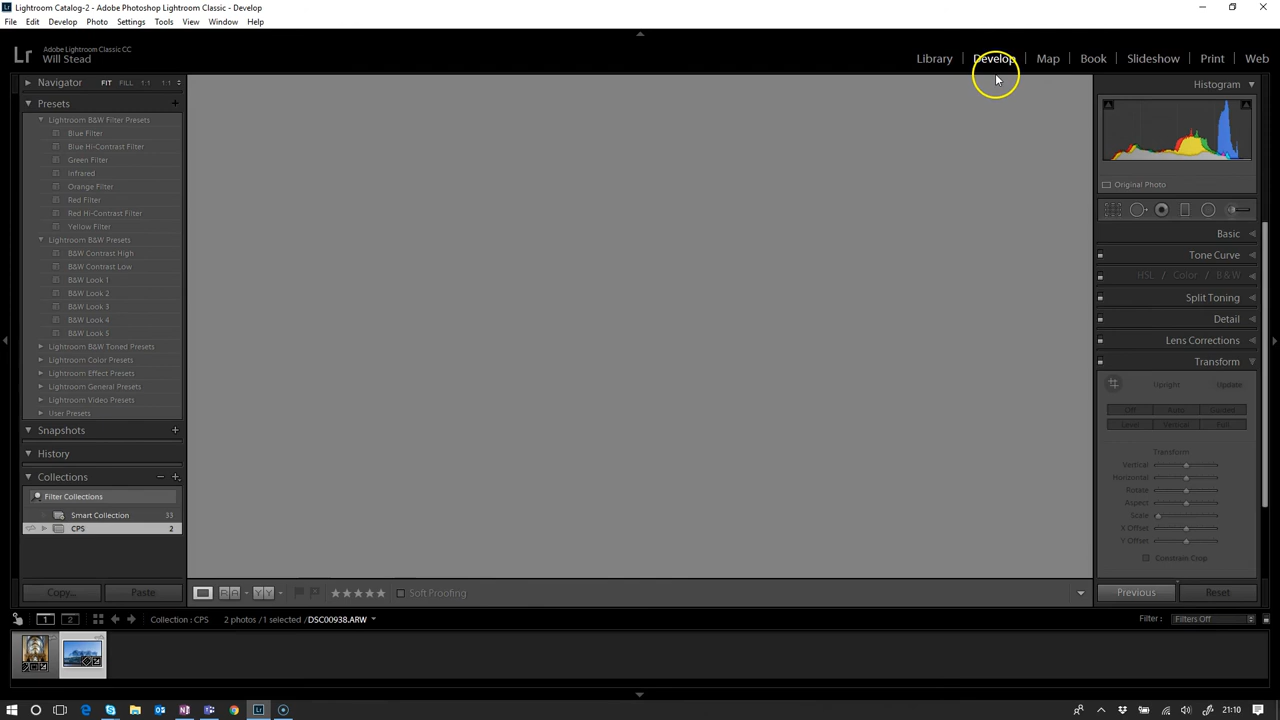 Lightroom Catalog-2 - Adobe Photoshop Lightroom Classic - Develop
File Edit Develop Photo Settings Tools View Window Help
Lr
Adobe Lightroom Classic CC
Will Stead
Library Develop Map Book Slideshow Print Web
Navigator FIT FILL 1:1 1:1
Presets
Lightroom B&W Filter Presets
Blue Filter
Blue Hi-Contrast Filter
Green Filter
Infrared
Orange Filter
Red Filter
Red Hi-Contrast Filter
Yellow Filter
Lightroom B&W Presets
B&W Contrast High
B&W Contrast Low
B&W Look 1
B&W Look 2
B&W Look 3
B&W Look 4
B&W Look 5
Lightroom B&W Toned Presets
Lightroom Color Presets
Lightroom Effect Presets
Lightroom General Presets
Lightroom Video Presets
User Presets
Snapshots
History
Collections
Filter Collections
Smart Collection 33
CPS 2
Copy... Paste
Histogram
Original Photo
Basic
Tone Curve
HSL / Color / B&W
Split Toning
Detail
Lens Corrections
Transform
Upright Update
Off Auto Guided
Level Vertical Full
Transform
Vertical
Horizontal
Rotate
Aspect
Scale
X Offset
Y Offset
Constrain Crop
Previous Reset
R A Y Y Soft Proofing
1 2 Collection : CPS 2 photos / 1 selected / DSC00938.ARW
Filter : Filters Off
21:10